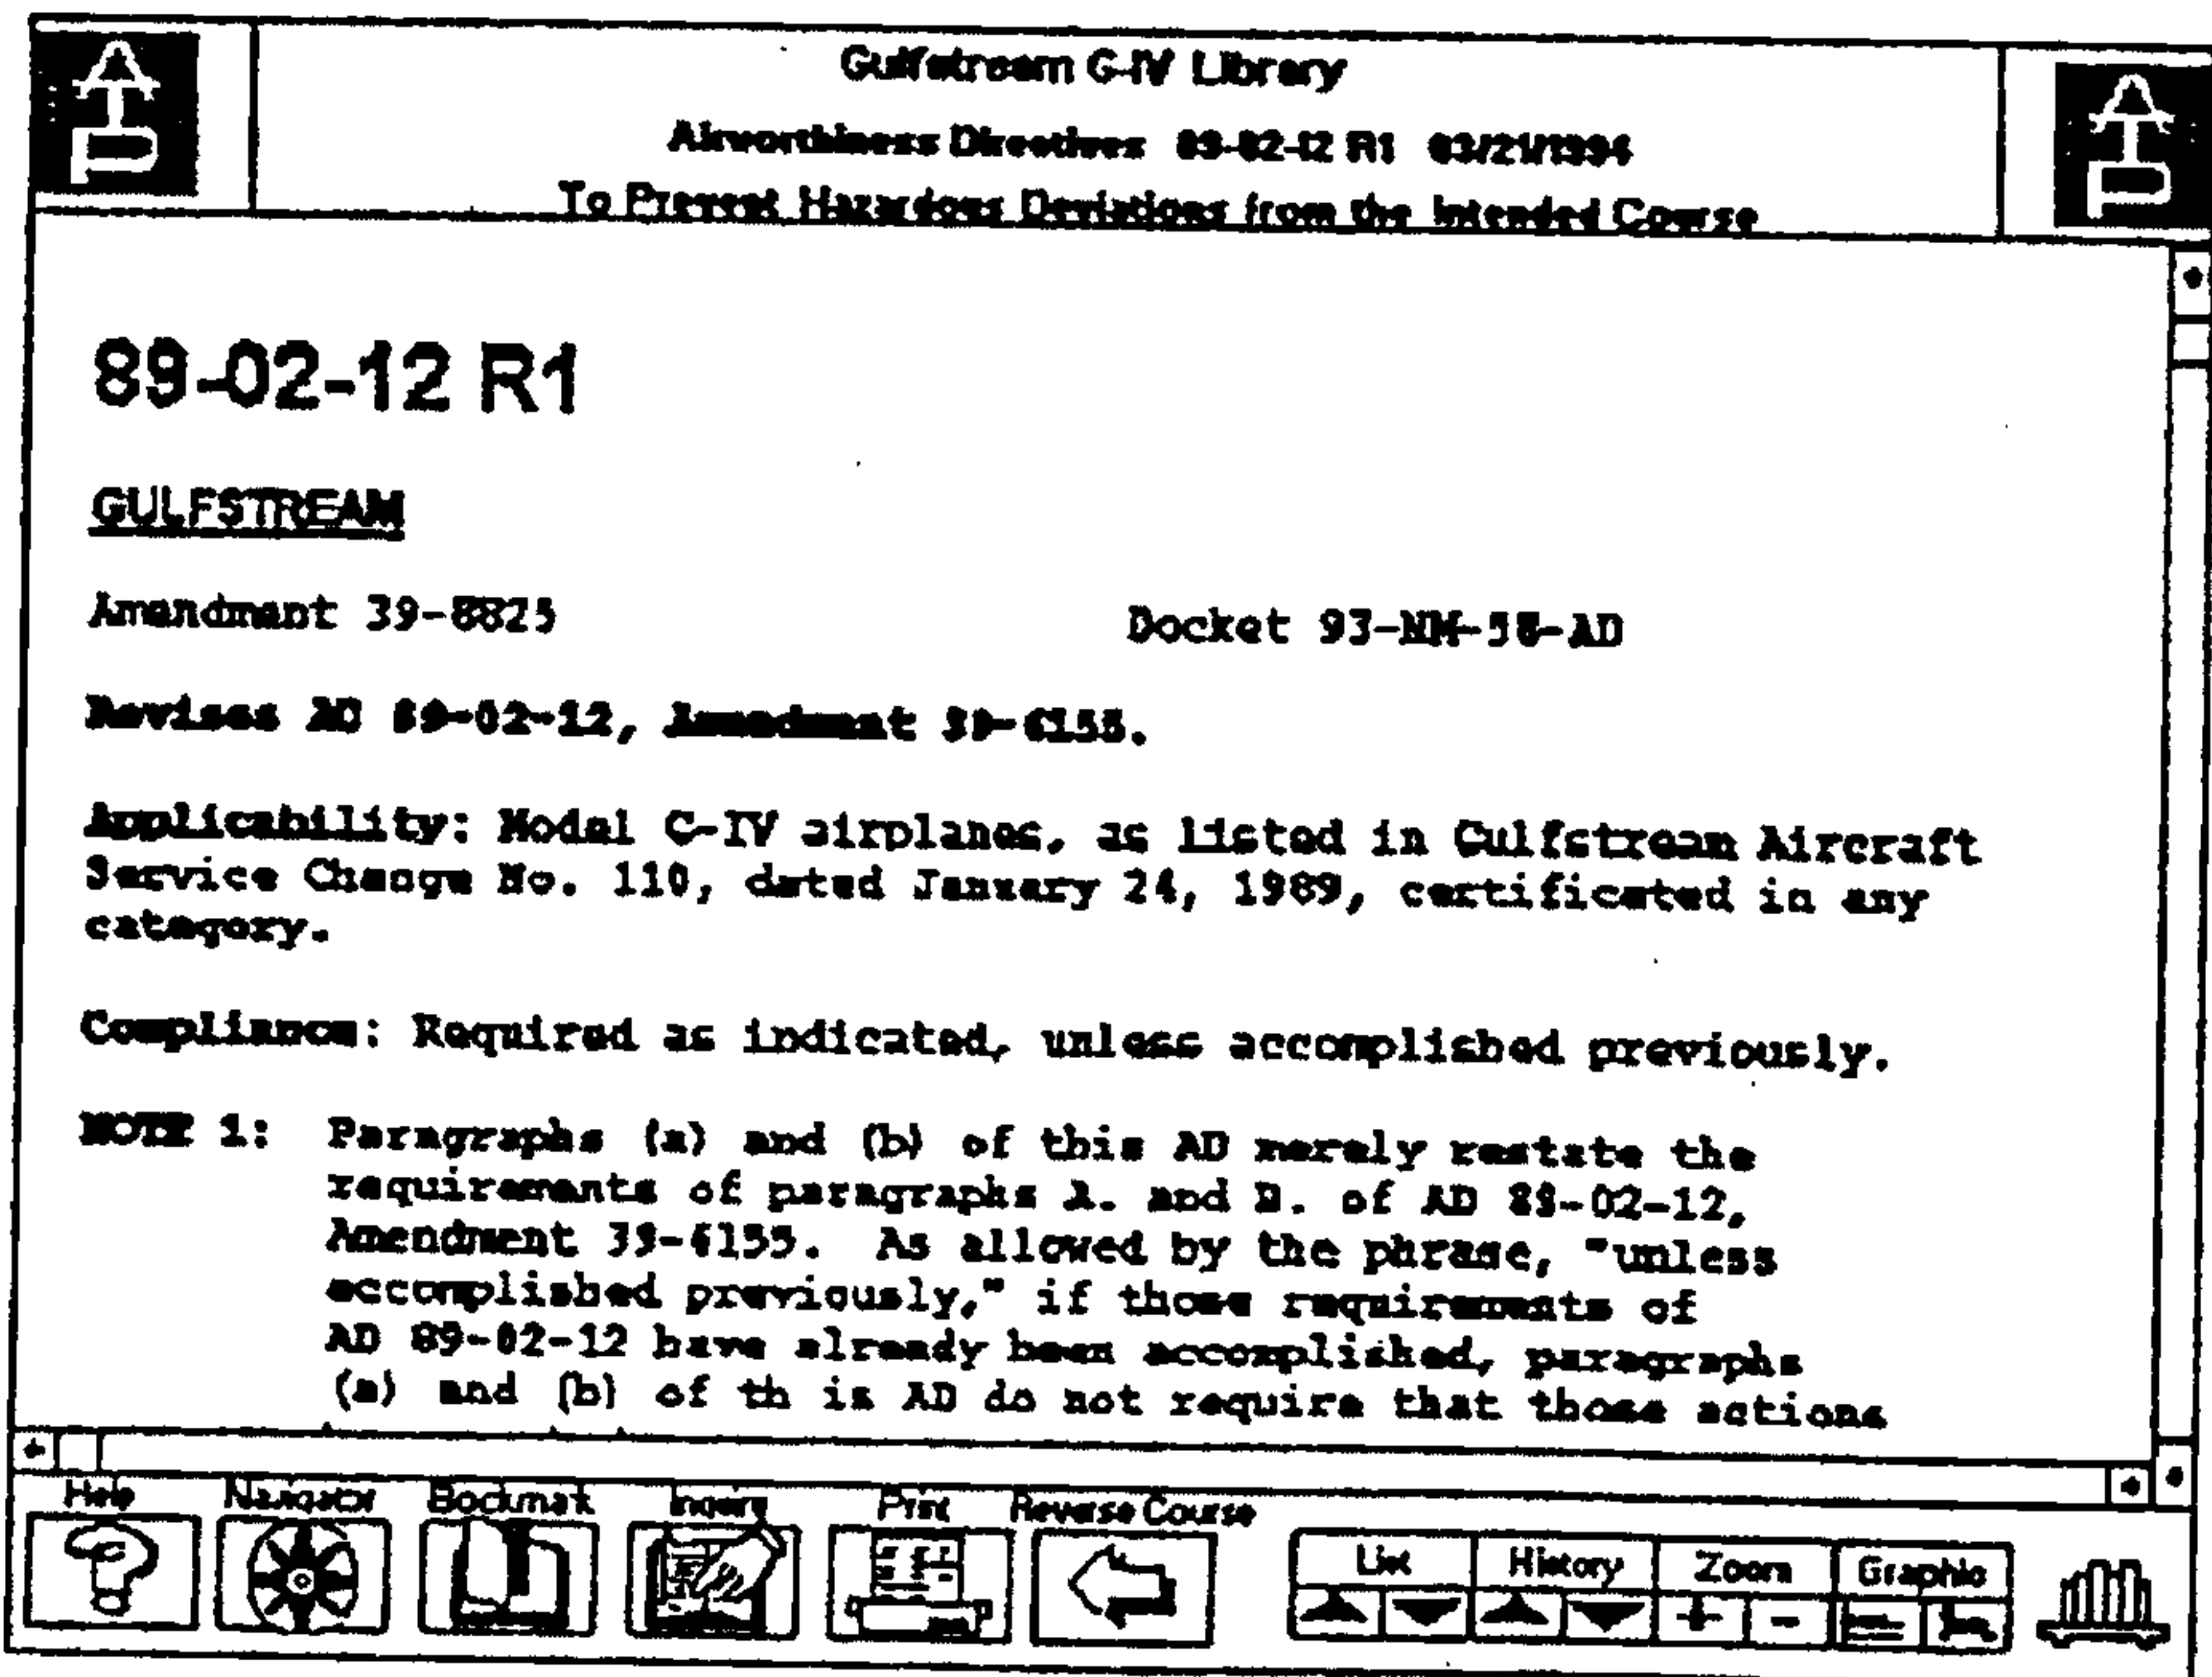 ATP
Gulfstream G-IV Library
ATP
Airworthiness Directives 89-02-12 R1 03/21/1994
To Prevent Hazardous Deviations from the Intended Course
89-02-12 R1
GULFSTREAM
Amendment 39-8825 Docket 93-NM-58-AD
Revises AD 89-02-12, Amendment 39-6155.
Applicability: Model G-IV airplanes, as listed in Gulfstream Aircraft
Service Change No. 110, dated January 24, 1989, certificated in any
category.
Compliance: Required as indicated, unless accomplished previously.
NOTE 1: Paragraphs (a) and (b) of this AD merely restate the
requirements of paragraphs A. and B. of AD 89-02-12,
Amendment 39-6155. As allowed by the phrase, "unless
accomplished previously," if those requirements of
AD 89-02-12 have already been accomplished, paragraphs
(a) and (b) of th is AD do not require that those actions
Help Navigator Bookmark Inquiry Print Reverse Course
List History Zoom Graphic
+ -